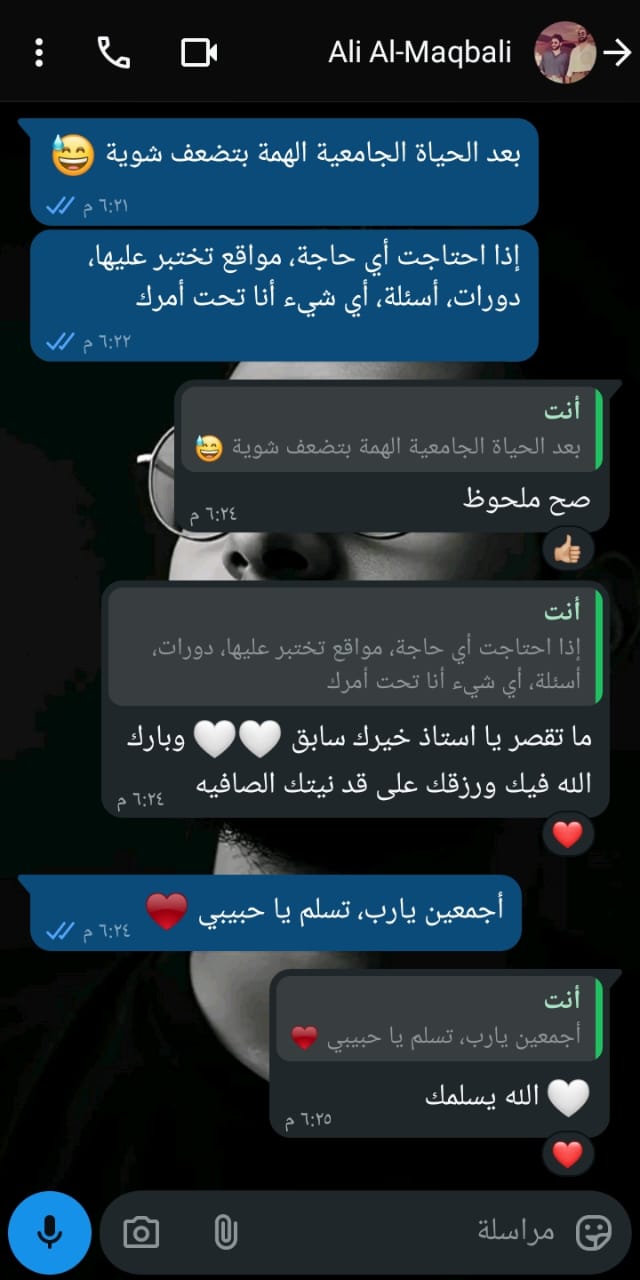 Ali Al-Maqbali
بعد الحياة الجامعية الهمة بتضعف شوية 😅
٦:٢١ م
إذا احتاجت أي حاجة، مواقع تختبر عليها،
دورات، أسئلة، أي شيء أنا تحت أمرك
٦:٢٢ م
أنت
بعد الحياة الجامعية الهمة بتضعف شوية 😅
صح ملحوظ
٦:٢٤ م
👍🏼
أنت
إذا احتاجت أي حاجة، مواقع تختبر عليها، دورات،
أسئلة، أي شيء أنا تحت أمرك
ما تقصر يا استاذ خيرك سابق 🤍🤍 وبارك
الله فيك ورزقك على قد نيتك الصافيه
٦:٢٤ م
❤️
أجمعين يارب، تسلم يا حبيبي ❤️
٦:٢٤ م
أنت
أجمعين يارب، تسلم يا حبيبي ❤️
🤍 الله يسلمك
٦:٢٥ م
❤️
مراسلة